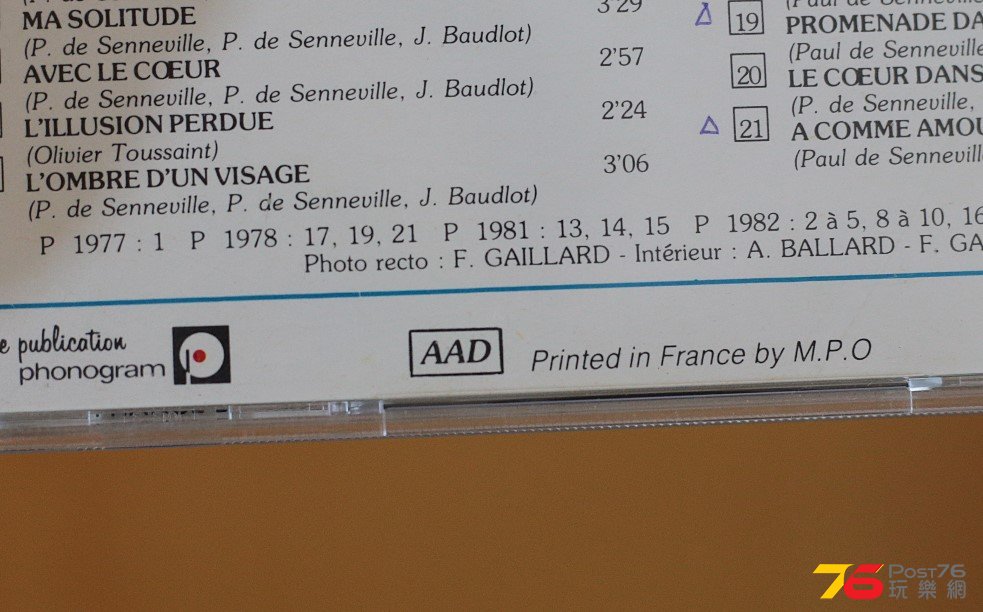 3'29
MA SOLITUDE
(P. de Senneville, P. de Senneville, J. Baudlot)
2'57
AVEC LE CŒUR
(P. de Senneville, P. de Senneville, J. Baudlot)
2'24
L'ILLUSION PERDUE
(Olivier Toussaint)
3'06
L'OMBRE D'UN VISAGE
(P. de Senneville, P. de Senneville, J. Baudlot)
19 PROMENADE DA
(Paul de Senneville
20 LE CŒUR DANS
(P. de Senneville,
21 A COMME AMOU
(Paul de Sennevill
P 1977 : 1 P 1978 : 17, 19, 21 P 1981 : 13, 14, 15 P 1982 : 2 à 5, 8 à 10, 16
Photo recto : F. GAILLARD - Intérieur : A. BALLARD - F. GA
e publication
phonogram
AAD
Printed in France by M.P.O
76 Post76
玩樂網